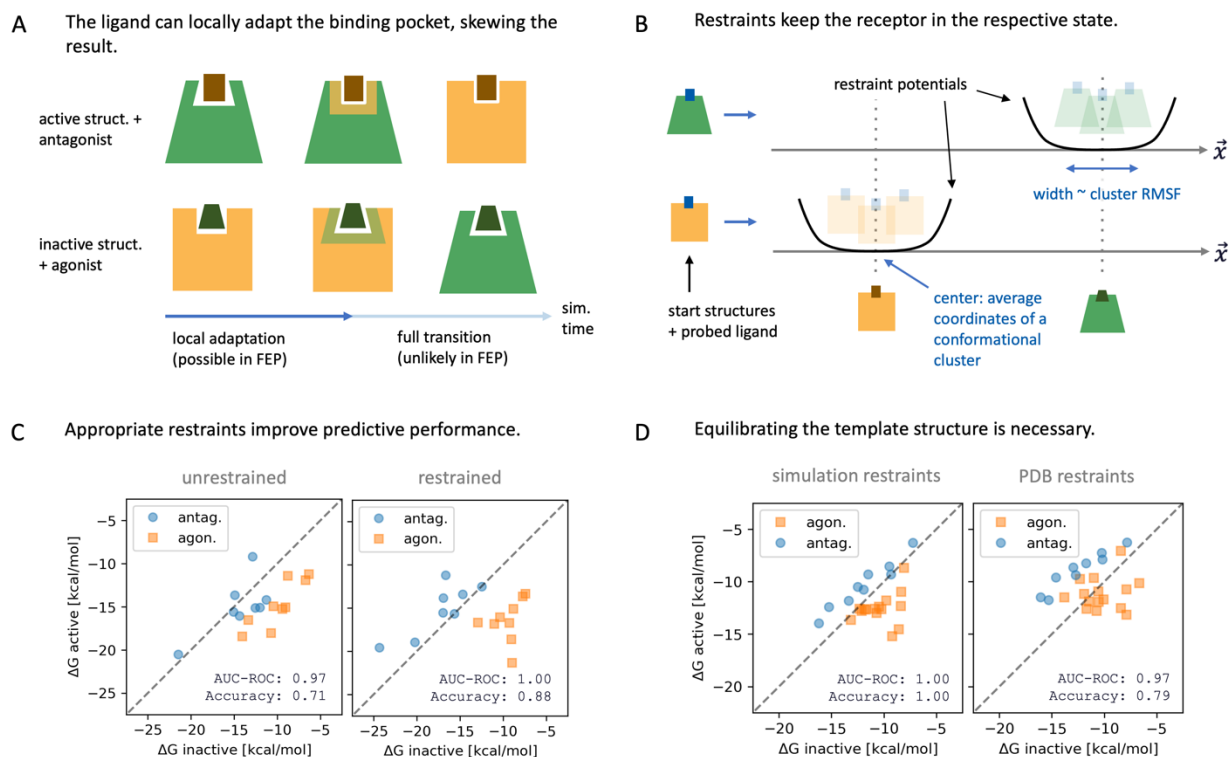 A
The ligand can locally adapt the binding pocket, skewing the
result.
active struct. +
antagonist
inactive struct.
+ agonist
local adaptation
(possible in FEP)
full transition
(unlikely in FEP)
sim.
time
B
Restraints keep the receptor in the respective state.
restraint potentials
x
width ~ cluster RMSF
x
start structures
+ probed ligand
center: average
coordinates of a
conformational
cluster
C
Appropriate restraints improve predictive performance.
unrestrained
restrained
antag.
agon.
antag.
agon.
ΔG active [kcal/mol]
−5
−10
−15
−20
−25
AUC-ROC: 0.97
Accuracy: 0.71
AUC-ROC: 1.00
Accuracy: 0.88
−25 −20 −15 −10 −5
−25 −20 −15 −10 −5
ΔG inactive [kcal/mol]
ΔG inactive [kcal/mol]
D
Equilibrating the template structure is necessary.
simulation restraints
PDB restraints
agon.
antag.
agon.
antag.
ΔG active [kcal/mol]
−5
−10
−15
−20
AUC-ROC: 1.00
Accuracy: 1.00
AUC-ROC: 0.97
Accuracy: 0.79
−20 −15 −10 −5
−20 −15 −10 −5
ΔG inactive [kcal/mol]
ΔG inactive [kcal/mol]